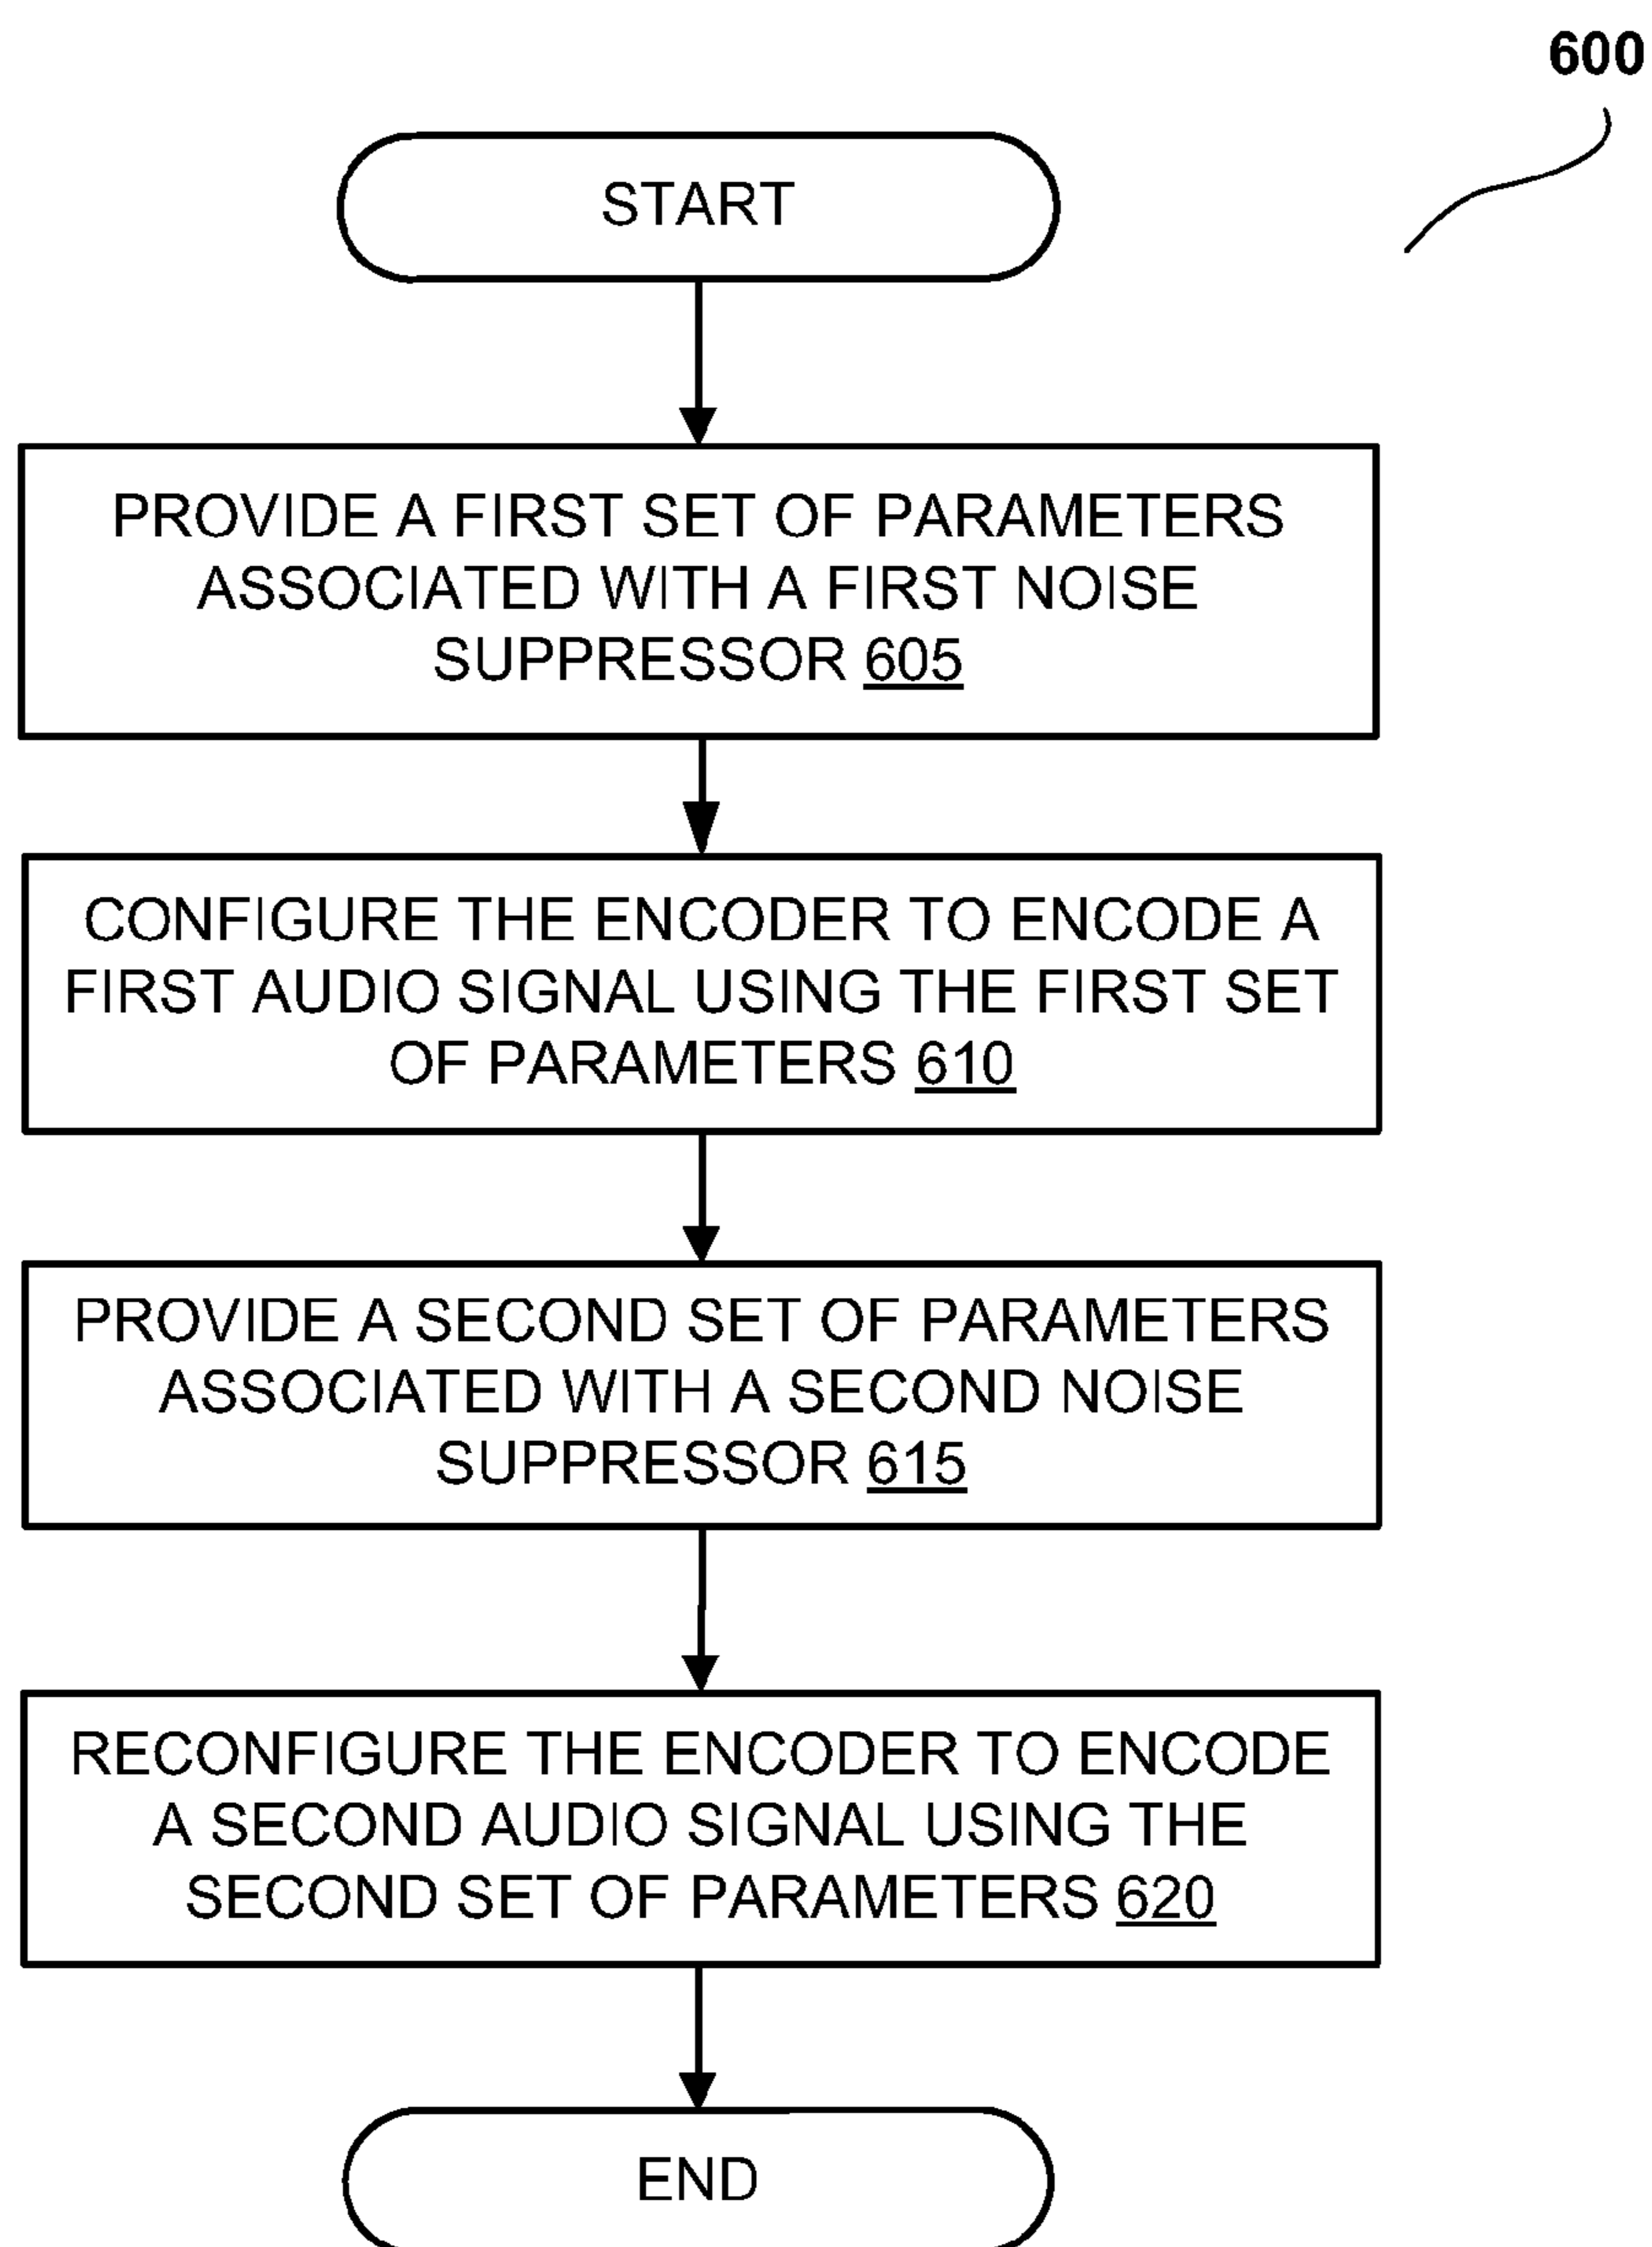 600
START
PROVIDE A FIRST SET OF PARAMETERS
ASSOCIATED WITH A FIRST NOISE
SUPPRESSOR 605
CONFIGURE THE ENCODER TO ENCODE A
FIRST AUDIO SIGNAL USING THE FIRST SET
OF PARAMETERS 610
PROVIDE A SECOND SET OF PARAMETERS
ASSOCIATED WITH A SECOND NOISE
SUPPRESSOR 615
RECONFIGURE THE ENCODER TO ENCODE
A SECOND AUDIO SIGNAL USING THE
SECOND SET OF PARAMETERS 620
END